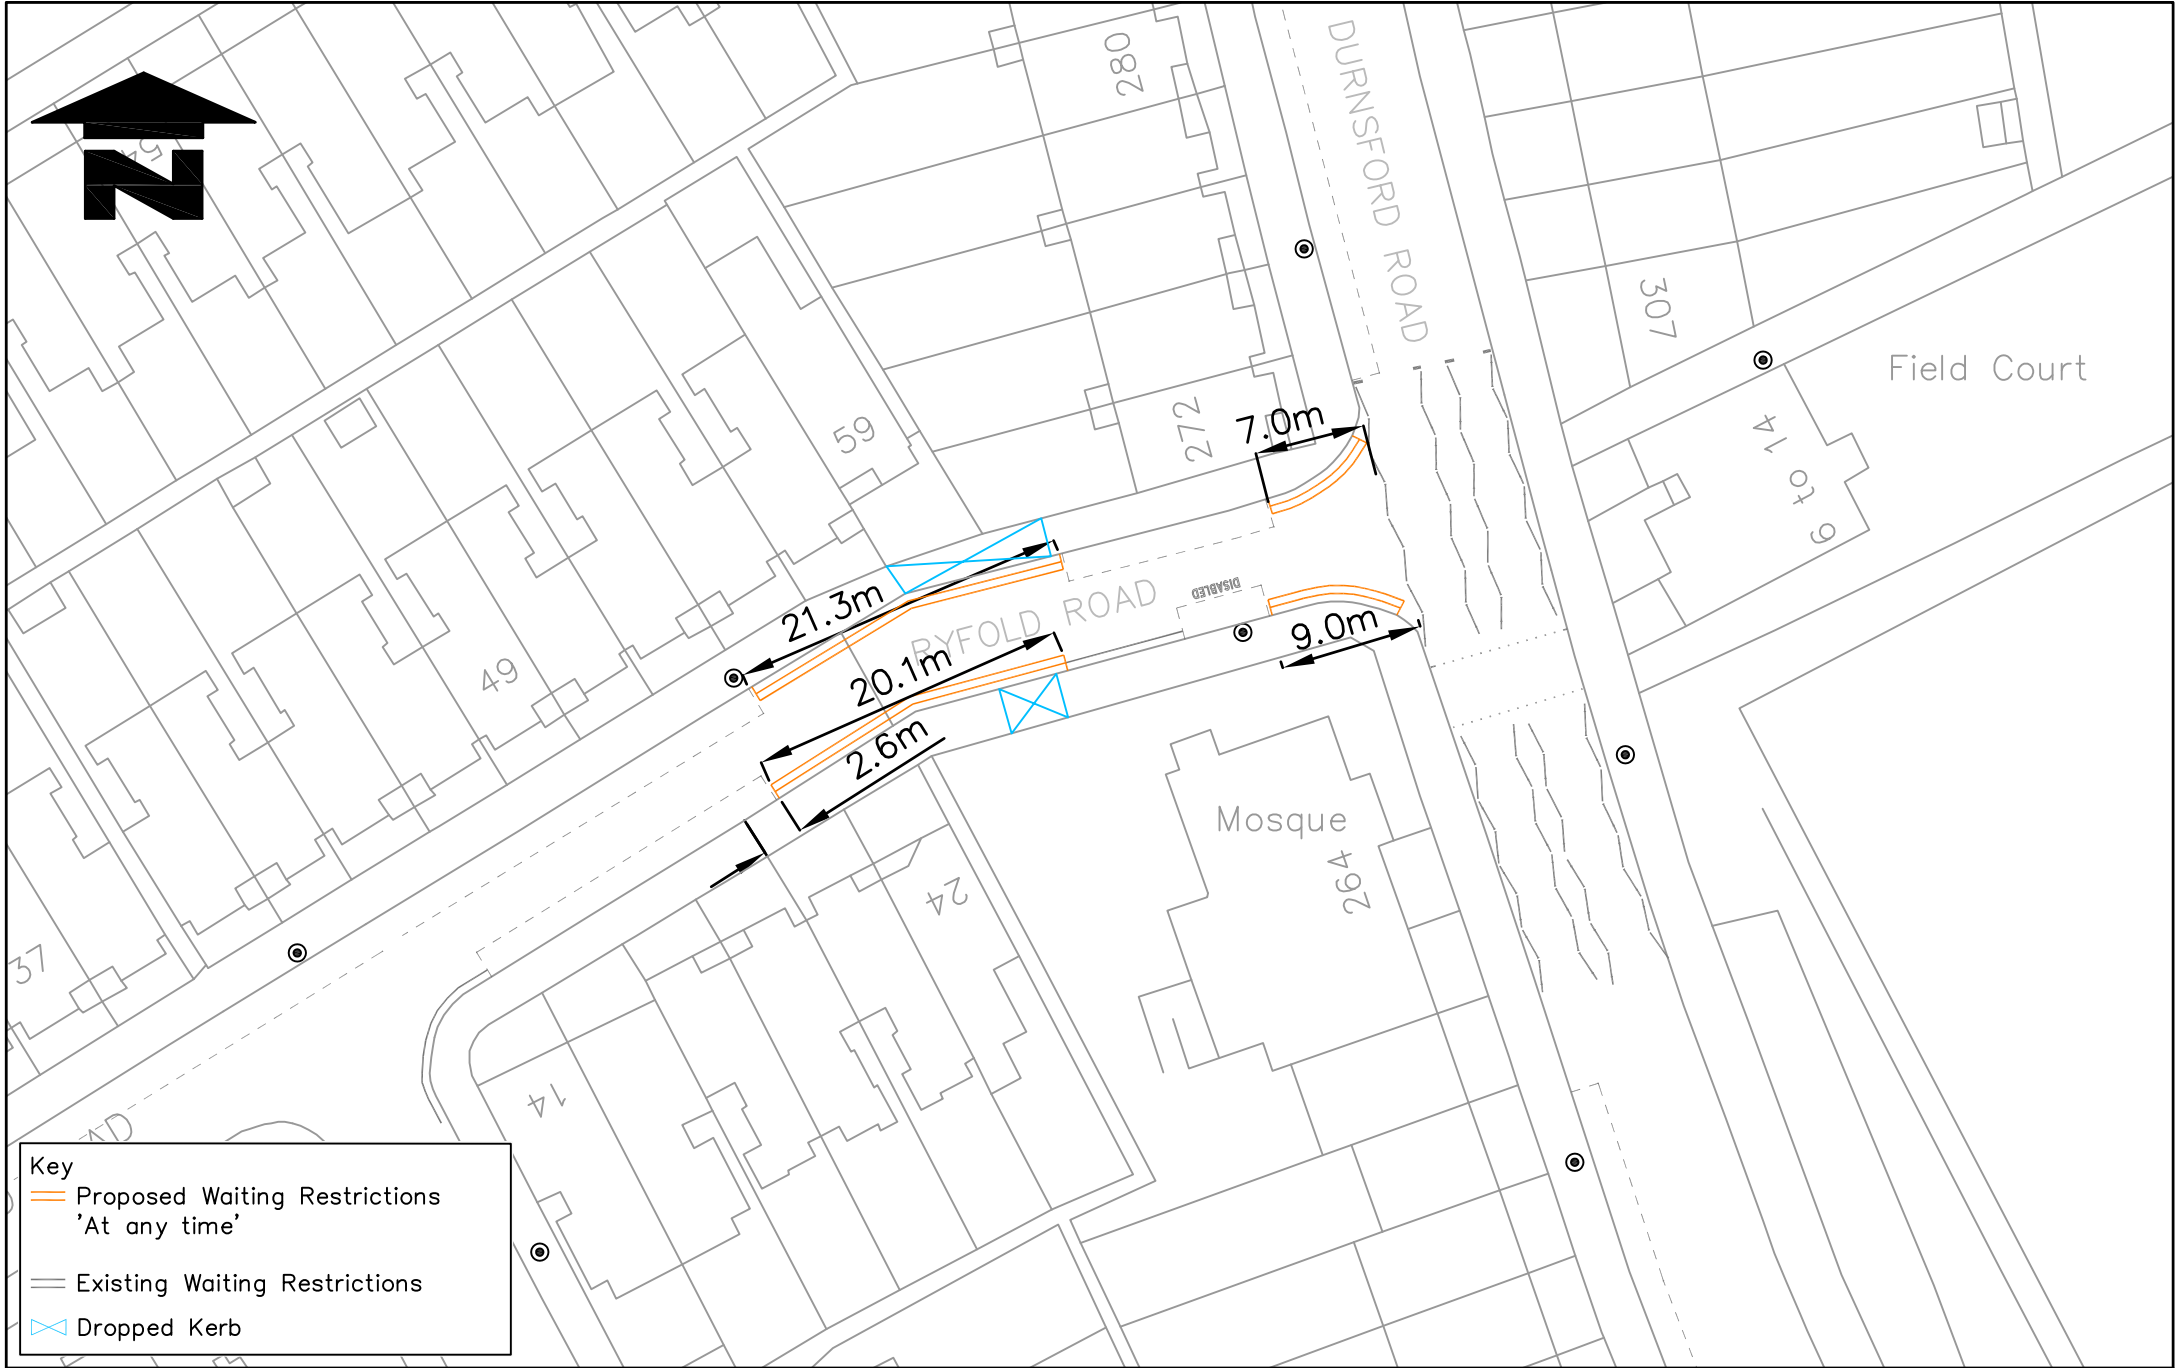 N
54
280
DURNSFORD ROAD
307
Field Court
59
272
7.0m
6 to 14
DISABLED
21.3m
RYFOLD ROAD
9.0m
20.1m
49
2.6m
Mosque
264
24
37
14
Key
Proposed Waiting Restrictions
'At any time'
Existing Waiting Restrictions
Dropped Kerb